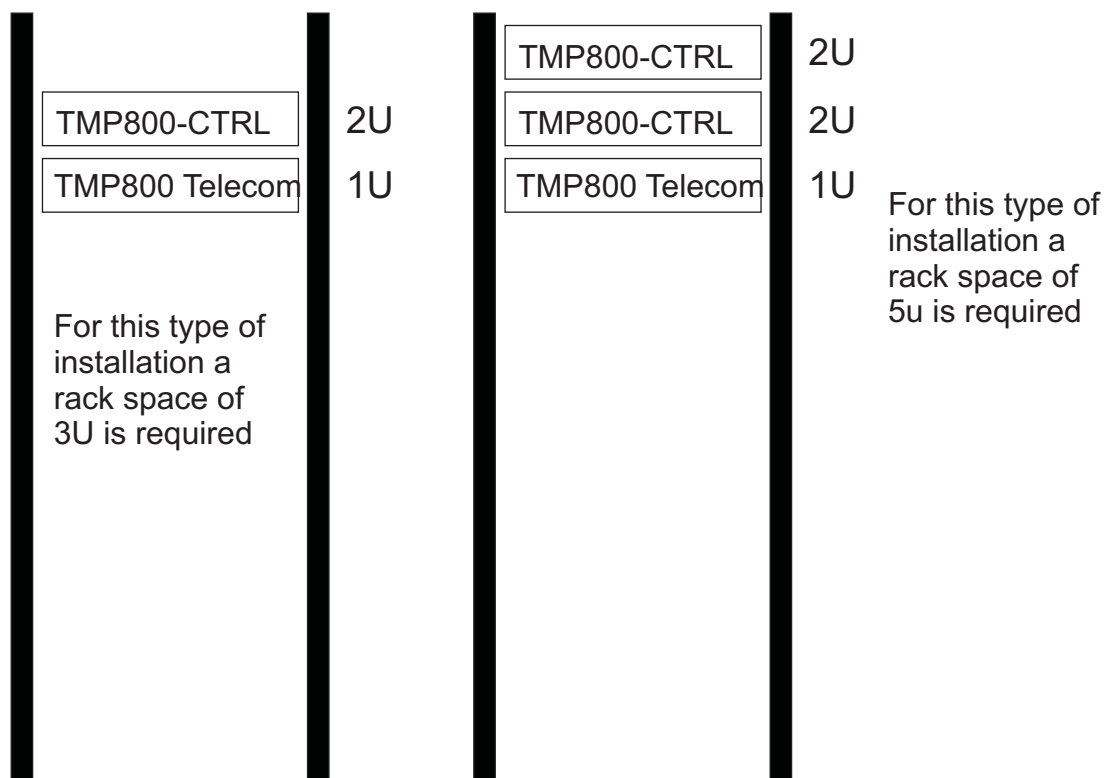 TMP800-CTRL 2U
TMP800 Telecom 1U
For this type of
installation a
rack space of
3U is required
TMP800-CTRL 2U
TMP800-CTRL 2U
TMP800 Telecom 1U
For this type of
installation a
rack space of
5u is required